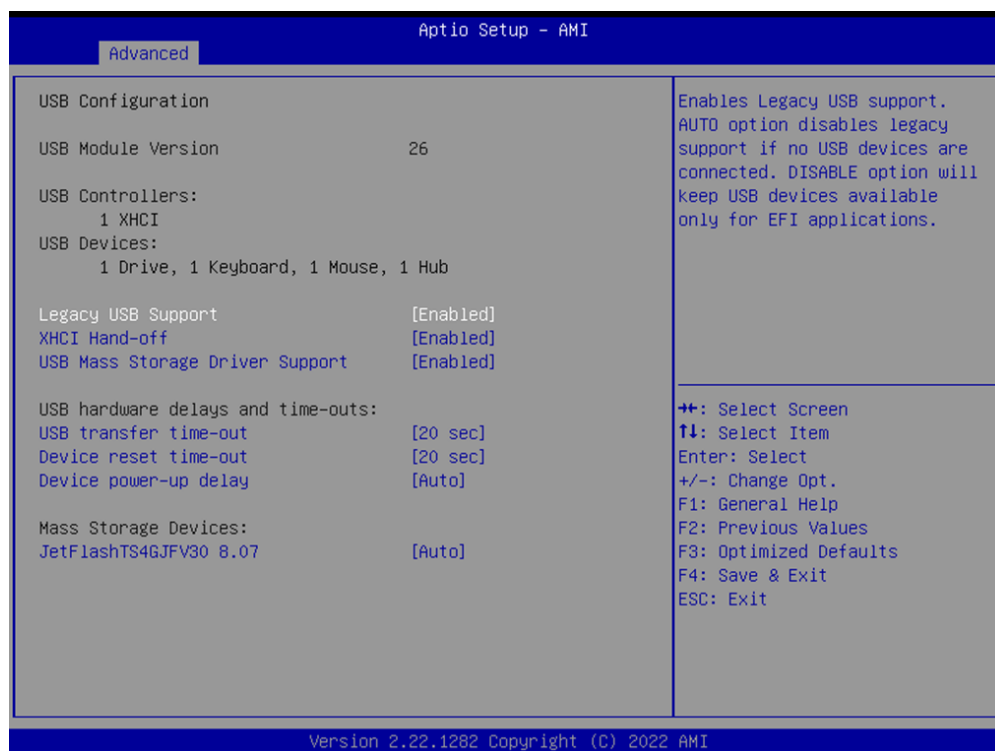 Aptio Setup – AMI
Advanced
USB Configuration
USB Module Version 26
USB Controllers:
1 XHCI
USB Devices:
1 Drive, 1 Keyboard, 1 Mouse, 1 Hub
Legacy USB Support [Enabled]
XHCI Hand-off [Enabled]
USB Mass Storage Driver Support [Enabled]
USB hardware delays and time-outs:
USB transfer time-out [20 sec]
Device reset time-out [20 sec]
Device power-up delay [Auto]
Mass Storage Devices:
JetFlashTS4GJFV30 8.07 [Auto]
Enables Legacy USB support.
AUTO option disables legacy
support if no USB devices are
connected. DISABLE option will
keep USB devices available
only for EFI applications.
→←: Select Screen
↑↓: Select Item
Enter: Select
+/-: Change Opt.
F1: General Help
F2: Previous Values
F3: Optimized Defaults
F4: Save & Exit
ESC: Exit
Version 2.22.1282 Copyright (C) 2022 AMI